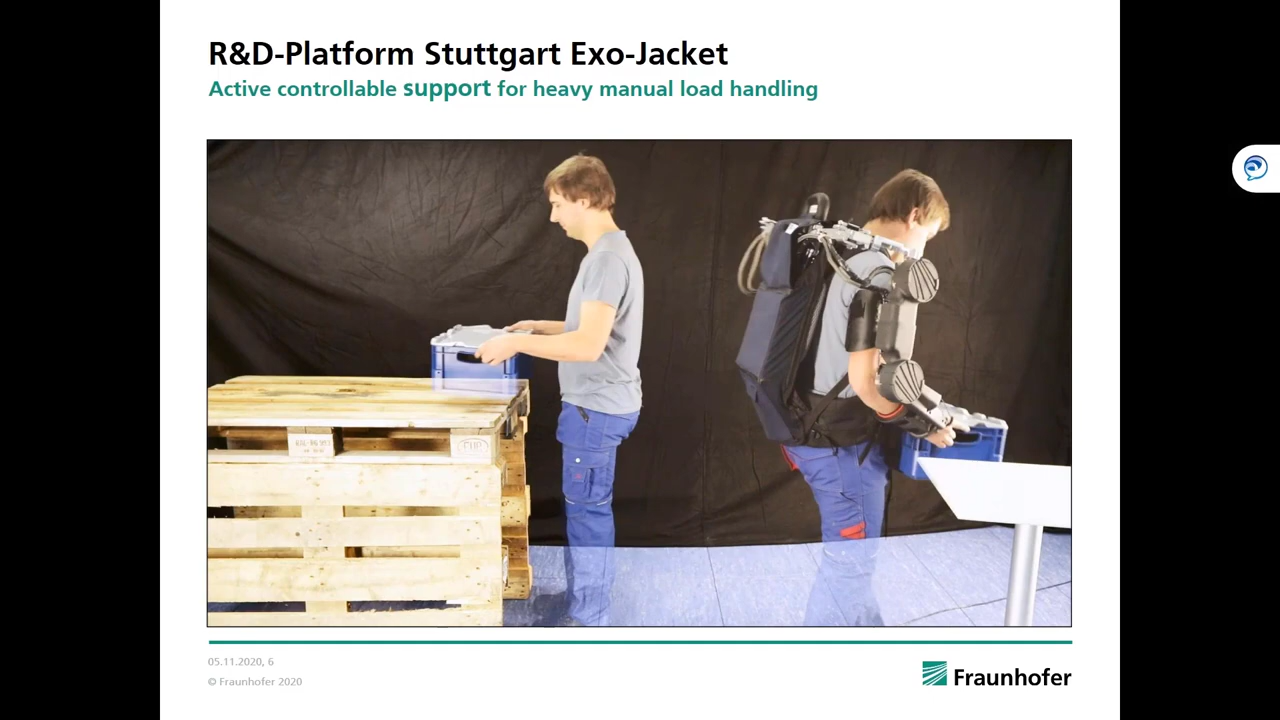 R&D-Platform Stuttgart Exo-Jacket
Active controllable support for heavy manual load handling
EUP
05.11.2020, 6
© Fraunhofer 2020
Fraunhofer